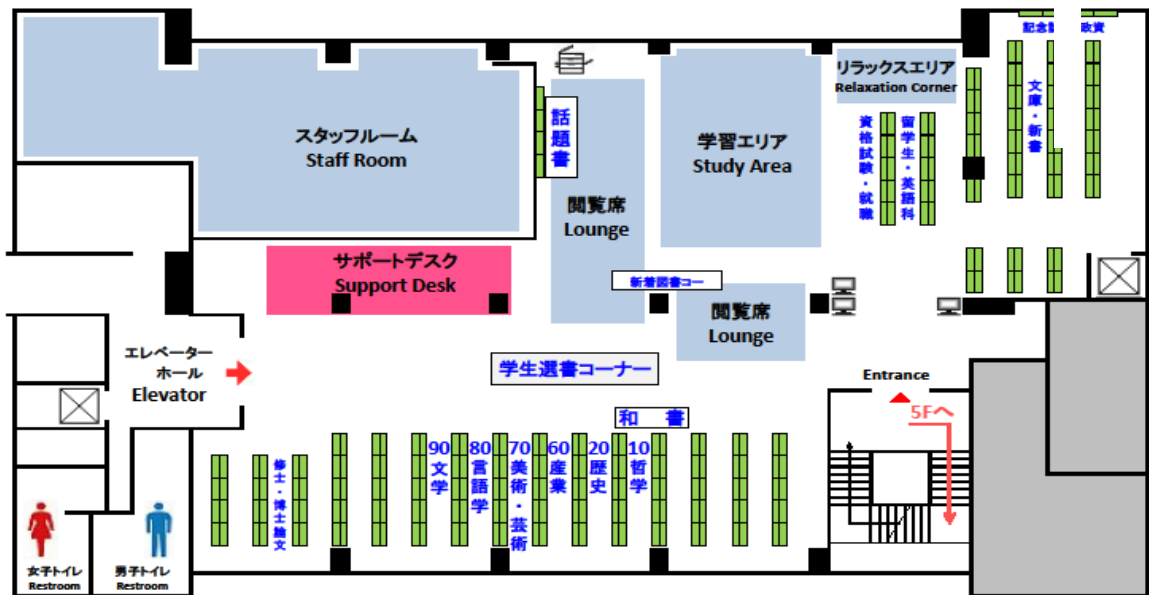 記念
政資
スタッフルーム
Staff Room
話題書
学習エリア
Study Area
リラックスエリア
Relaxation Corner
資格試験・就職
留学生・英語科
文庫・新書
閲覧席
Lounge
サポートデスク
Support Desk
新着図書コー
閲覧席
Lounge
エレベーター
ホール
Elevator
学生選書コーナー
Entrance
5Fへ
和 書
修士・博士論文
90文学
80言語学
70美術・芸術
60産業
20歴史
10哲学
女子トイレ
Restroom
男子トイレ
Restroom